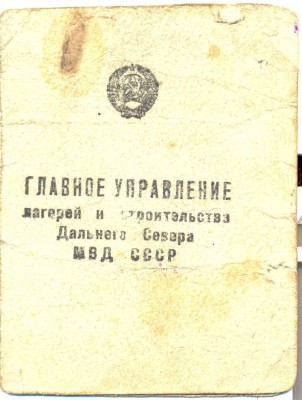 ГЛАВНОЕ УПРАВЛЕНИЕ
лагерей и строительства
Дальнего Севера
МВД СССР